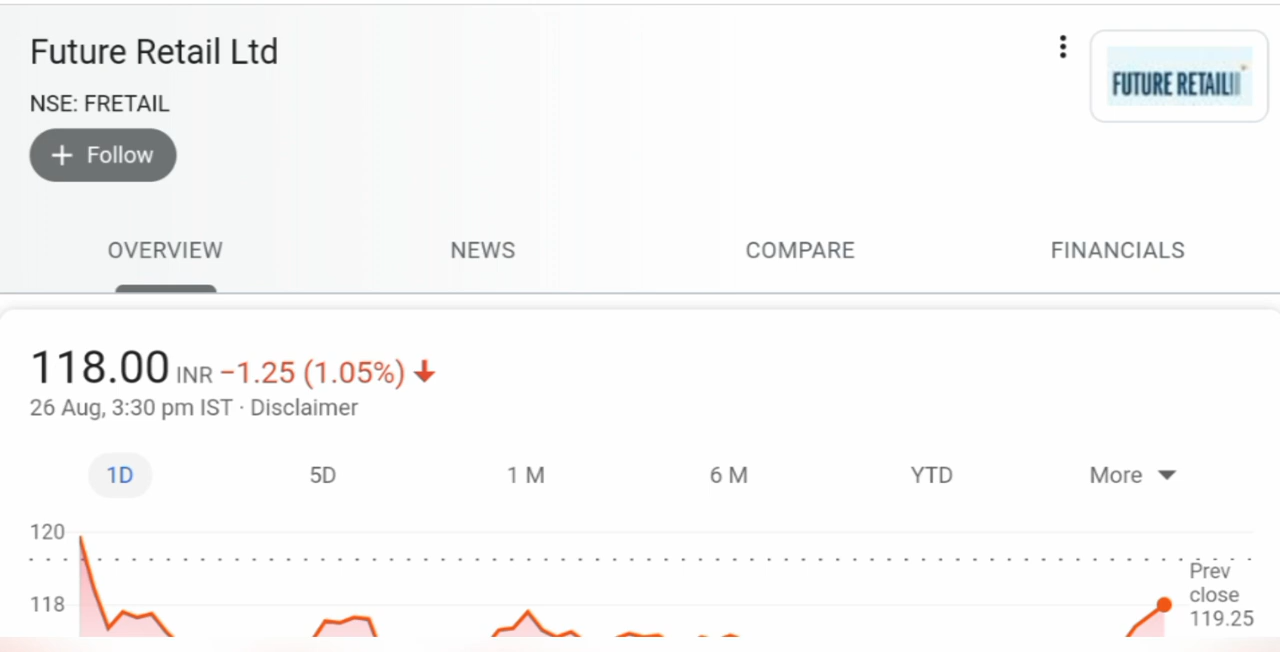 Future Retail Ltd
FUTURE RETAIL
NSE: FRETAIL
+ Follow
OVERVIEW NEWS COMPARE FINANCIALS
118.00 INR −1.25 (1.05%)
26 Aug, 3:30 pm IST · Disclaimer
1D 5D 1 M 6 M YTD More
120
118
Prev
close
119.25